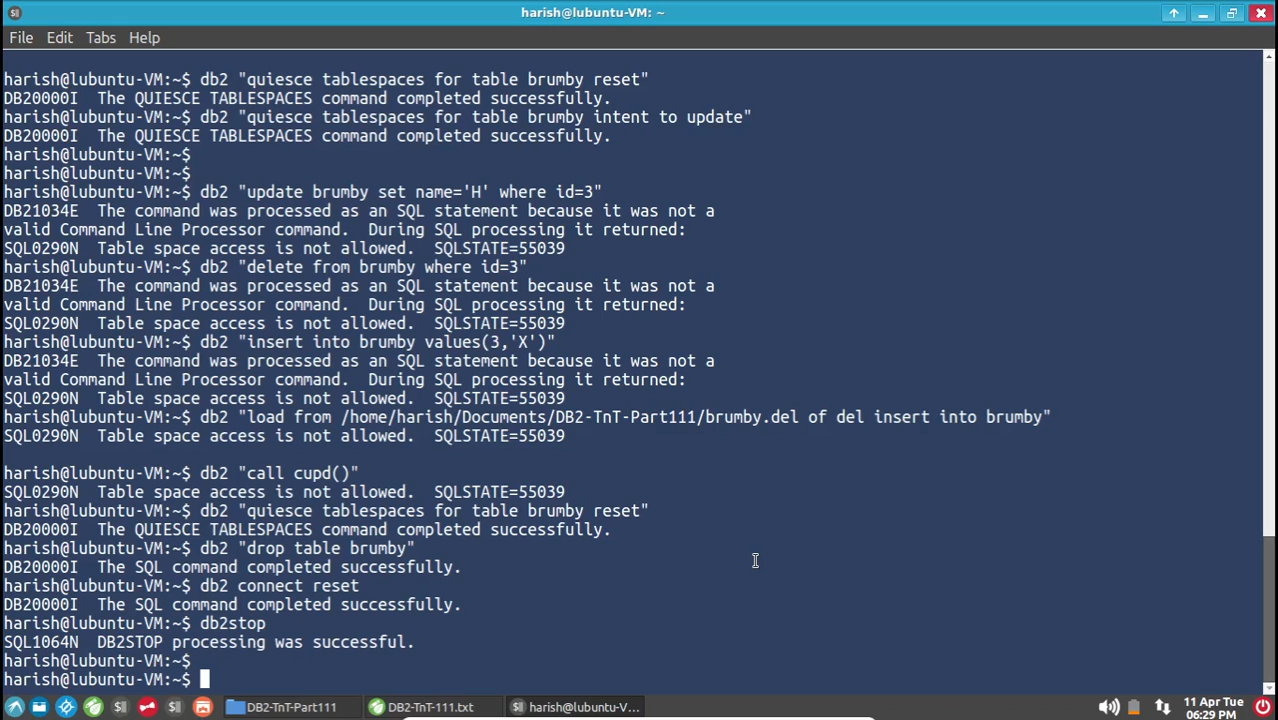 harish@lubuntu-VM: ~
File Edit Tabs Help
harish@lubuntu-VM:~$ db2 "quiesce tablespaces for table brumby reset"
DB20000I  The QUIESCE TABLESPACES command completed successfully.
harish@lubuntu-VM:~$ db2 "quiesce tablespaces for table brumby intent to update"
DB20000I  The QUIESCE TABLESPACES command completed successfully.
harish@lubuntu-VM:~$
harish@lubuntu-VM:~$
harish@lubuntu-VM:~$ db2 "update brumby set name='H' where id=3"
DB21034E  The command was processed as an SQL statement because it was not a
valid Command Line Processor command.  During SQL processing it returned:
SQL0290N  Table space access is not allowed.  SQLSTATE=55039
harish@lubuntu-VM:~$ db2 "delete from brumby where id=3"
DB21034E  The command was processed as an SQL statement because it was not a
valid Command Line Processor command.  During SQL processing it returned:
SQL0290N  Table space access is not allowed.  SQLSTATE=55039
harish@lubuntu-VM:~$ db2 "insert into brumby values(3,'X')"
DB21034E  The command was processed as an SQL statement because it was not a
valid Command Line Processor command.  During SQL processing it returned:
SQL0290N  Table space access is not allowed.  SQLSTATE=55039
harish@lubuntu-VM:~$ db2 "load from /home/harish/Documents/DB2-TnT-Part111/brumby.del of del insert into brumby"
SQL0290N  Table space access is not allowed.  SQLSTATE=55039
harish@lubuntu-VM:~$ db2 "call cupd()"
SQL0290N  Table space access is not allowed.  SQLSTATE=55039
harish@lubuntu-VM:~$ db2 "quiesce tablespaces for table brumby reset"
DB20000I  The QUIESCE TABLESPACES command completed successfully.
harish@lubuntu-VM:~$ db2 "drop table brumby"
DB20000I  The SQL command completed successfully.
harish@lubuntu-VM:~$ db2 connect reset
DB20000I  The SQL command completed successfully.
harish@lubuntu-VM:~$ db2stop
SQL1064N  DB2STOP processing was successful.
harish@lubuntu-VM:~$
harish@lubuntu-VM:~$
DB2-TnT-Part111 DB2-TnT-111.txt harish@lubuntu-V... 11 Apr Tue
06:29 PM